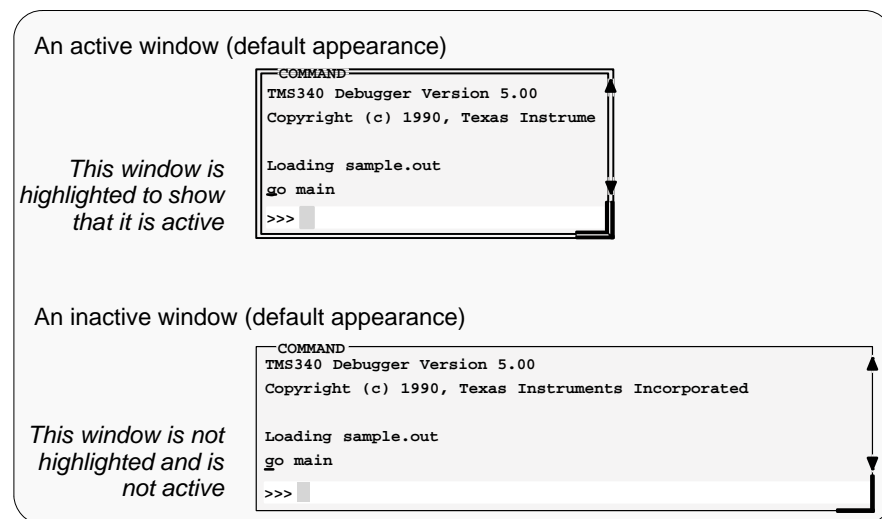 An active window (default appearance)
COMMAND
TMS340 Debugger Version 5.00
Copyright (c) 1990, Texas Instrume
Loading sample.out
go main
>>>
This window is
highlighted to show
that it is active
An inactive window (default appearance)
COMMAND
TMS340 Debugger Version 5.00
Copyright (c) 1990, Texas Instruments Incorporated
Loading sample.out
go main
>>>
This window is not
highlighted and is
not active